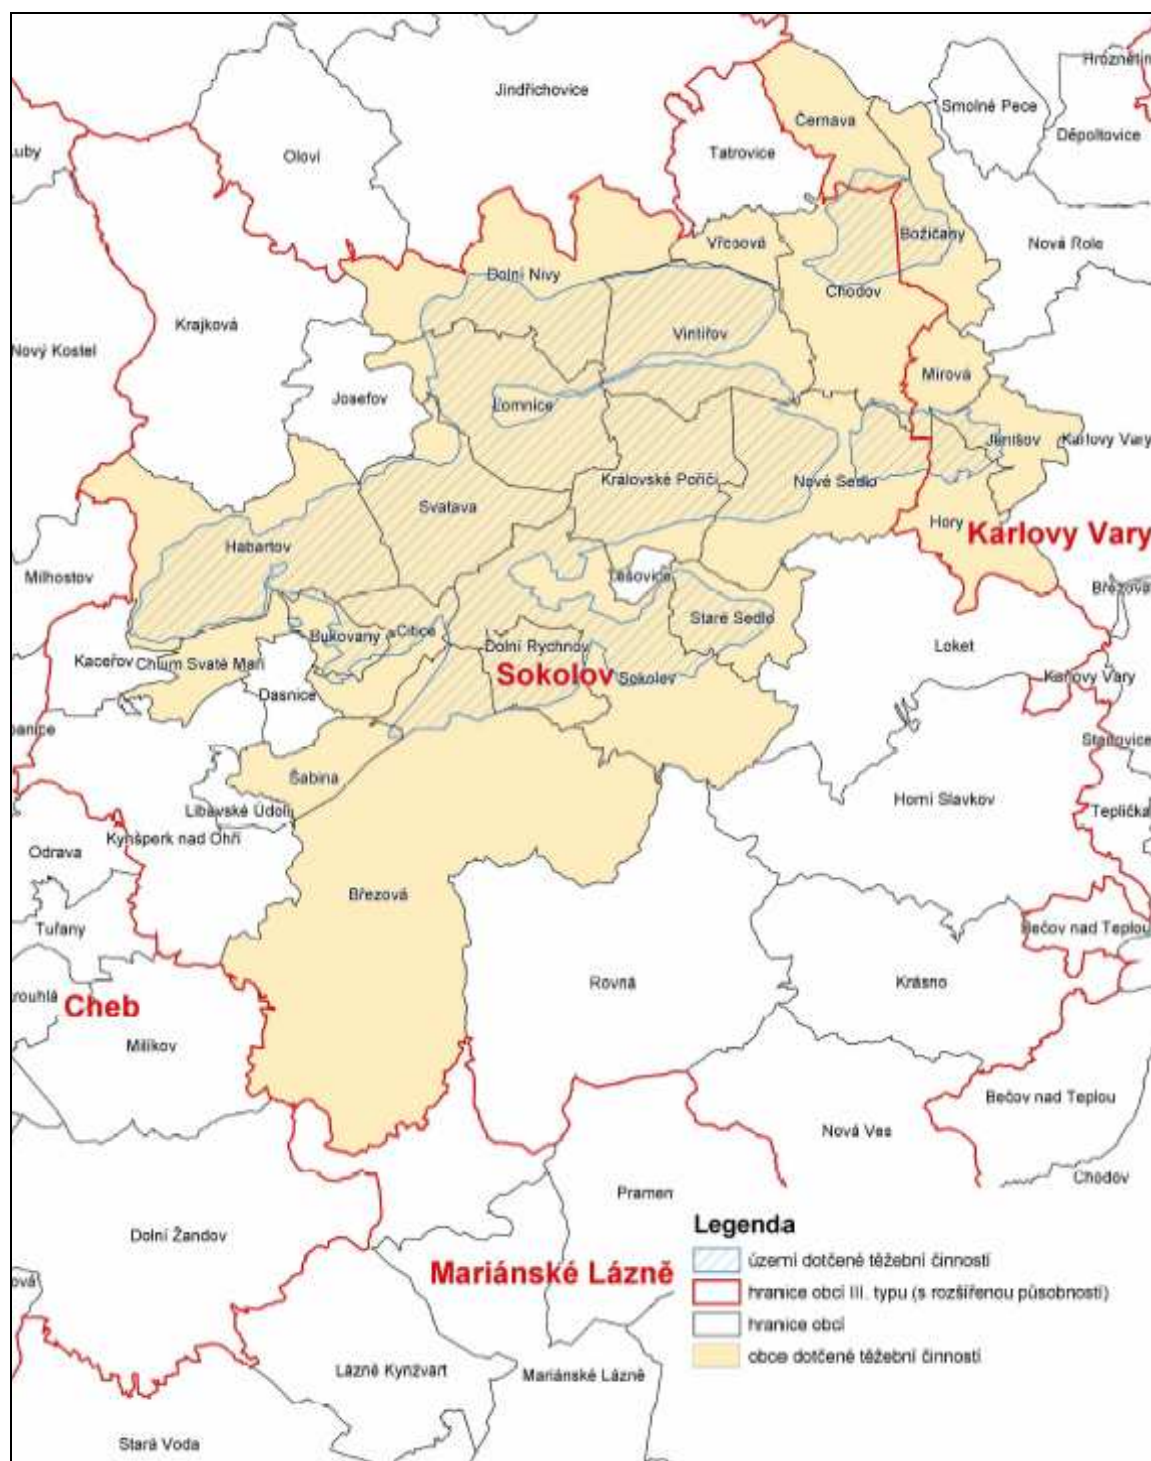 Hroznětín
Jindřichovice
Smolné Pece
Černava
Děpoltovice
Tatrovice
Oloví
Luby
Božičany
Vřesová
Nová Role
Dolní Nivy
Chodov
Krajková
Vintířov
Nový Kostel
Mírová
Josefov
Lomnice
Jenišov
Karlovy Vary
Královské Poříčí
Nové Sedlo
Svatava
Hory
Karlovy Vary
Habartov
Milhostov
Těšovice
Březová
Staré Sedlo
Bukovany
Citice
Dolní Rychnov
Loket
Kaceřov
Chlum Svaté Maří
Sokolov
Sokolov
Karlovy Vary
Dasnice
Stanovice
Šabina
Horní Slavkov
Libavské Údolí
Teplička
Kynšperk nad Ohří
Odrava
Březová
Tuřany
Bečov nad Teplou
Rovná
Krásno
Cheb
Milíkov
Bečov nad Teplou
Nová Ves
Chodov
Pramen
Dolní Žandov
Mariánské Lázně
Lázně Kynžvart
Mariánské Lázně
Stará Voda
Legenda
území dotčené těžební činností
hranice obcí III. typu (s rozšířenou působností)
hranice obcí
obce dotčené těžební činností